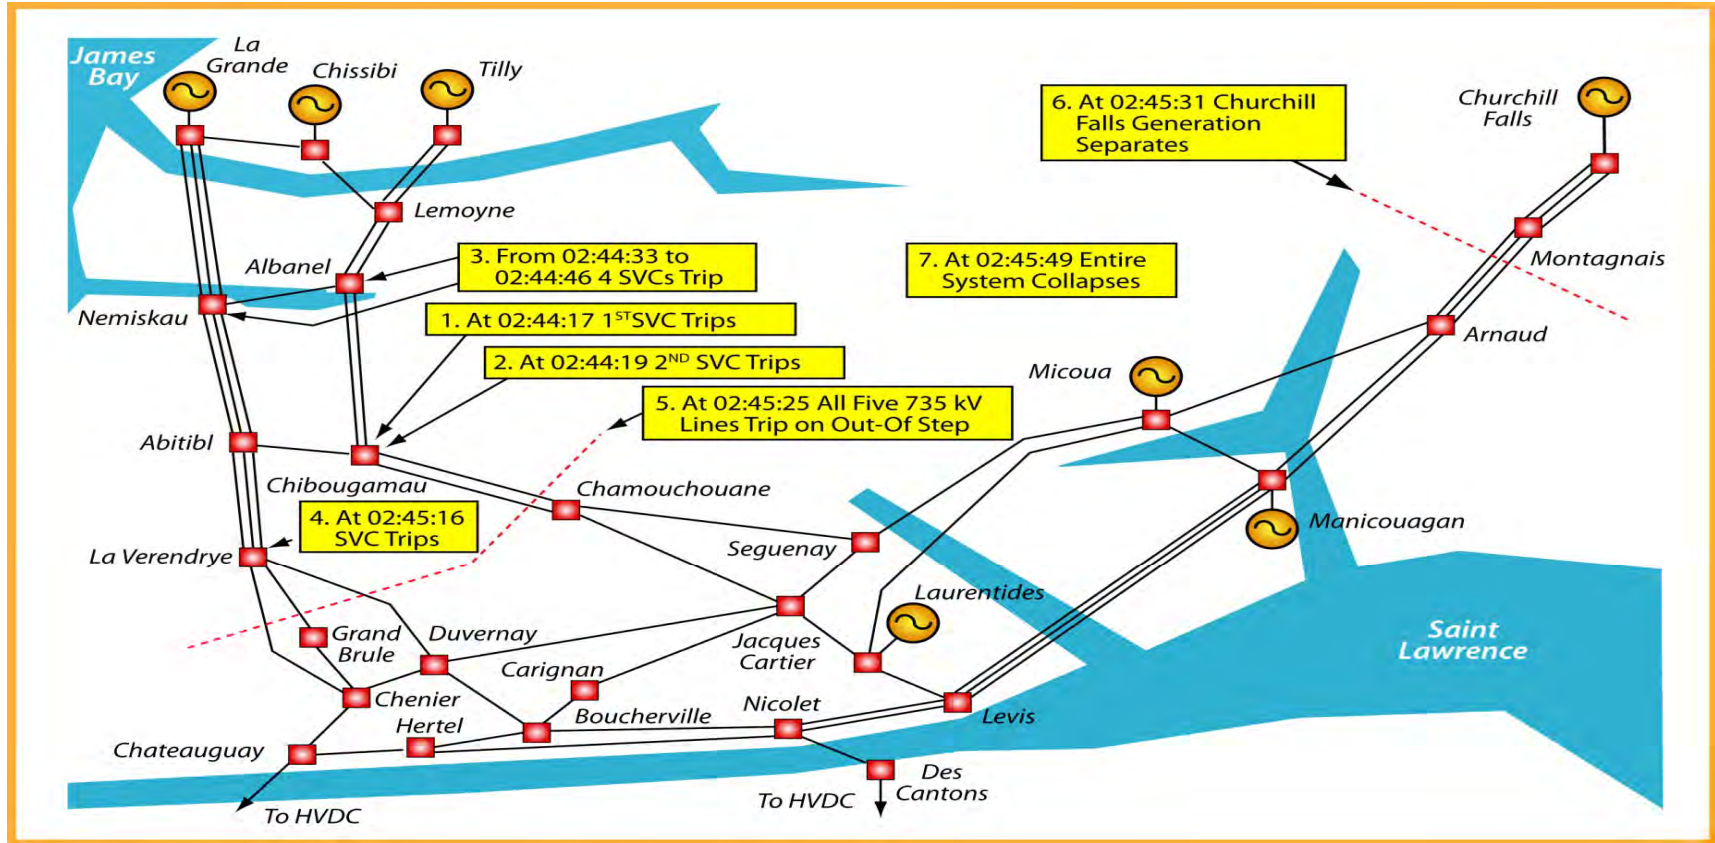 James
Bay
La
Grande
Chissibi
Tilly
Lemoyne
Albanel
Nemiskau
3. From 02:44:33 to
02:44:46 4 SVCs Trip
1. At 02:44:17 1ST SVC Trips
2. At 02:44:19 2ND SVC Trips
5. At 02:45:25 All Five 735 kV
Lines Trip on Out-Of Step
6. At 02:45:31 Churchill
Falls Generation
Separates
7. At 02:45:49 Entire
System Collapses
Churchill
Falls
Montagnais
Arnaud
Micoua
Manicouagan
Abitibl
Chibougamau
Chamouchouane
4. At 02:45:16
SVC Trips
La Verendrye
Seguenay
Laurentides
Grand
Brule
Duvernay
Jacques
Cartier
Carignan
Chenier
Hertel
Boucherville
Nicolet
Levis
Chateauguay
Des
Cantons
To HVDC
To HVDC
Saint
Lawrence